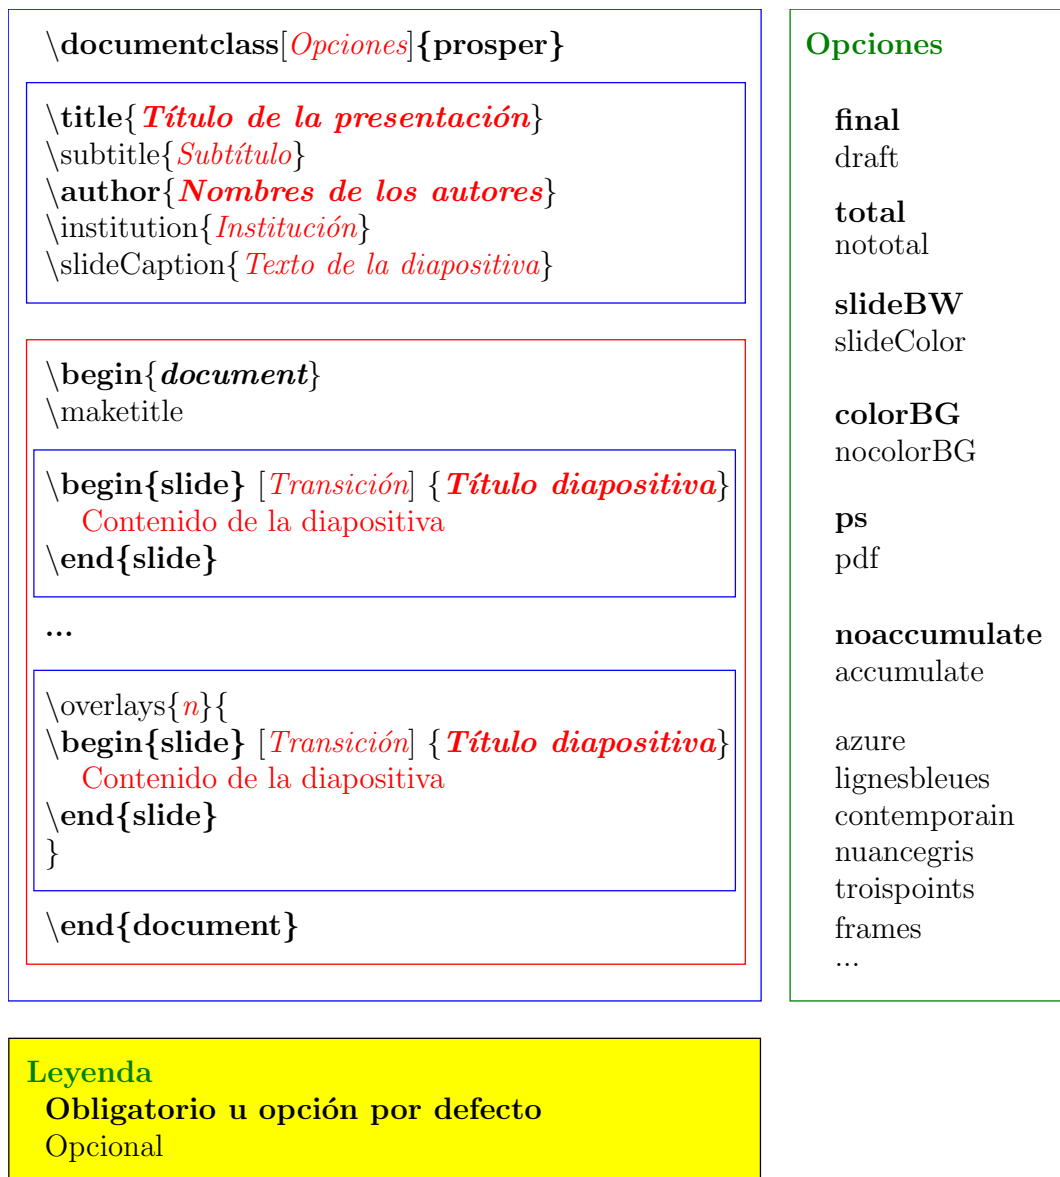 \documentclass[Opciones]{prosper}
\title{Título de la presentación}
\subtitle{Subtítulo}
\author{Nombres de los autores}
\institution{Institución}
\slideCaption{Texto de la diapositiva}
\begin{document}
\maketitle
\begin{slide} [Transición] {Título diapositiva}
Contenido de la diapositiva
\end{slide}
...
\overlays{n}{
\begin{slide} [Transición] {Título diapositiva}
Contenido de la diapositiva
\end{slide}
}
\end{document}
Opciones
final
draft
total
nototal
slideBW
slideColor
colorBG
nocolorBG
ps
pdf
noaccumulate
accumulate
azure
lignesbleues
contemporain
nuancegris
troispoints
frames
...
Leyenda
Obligatorio u opción por defecto
Opcional